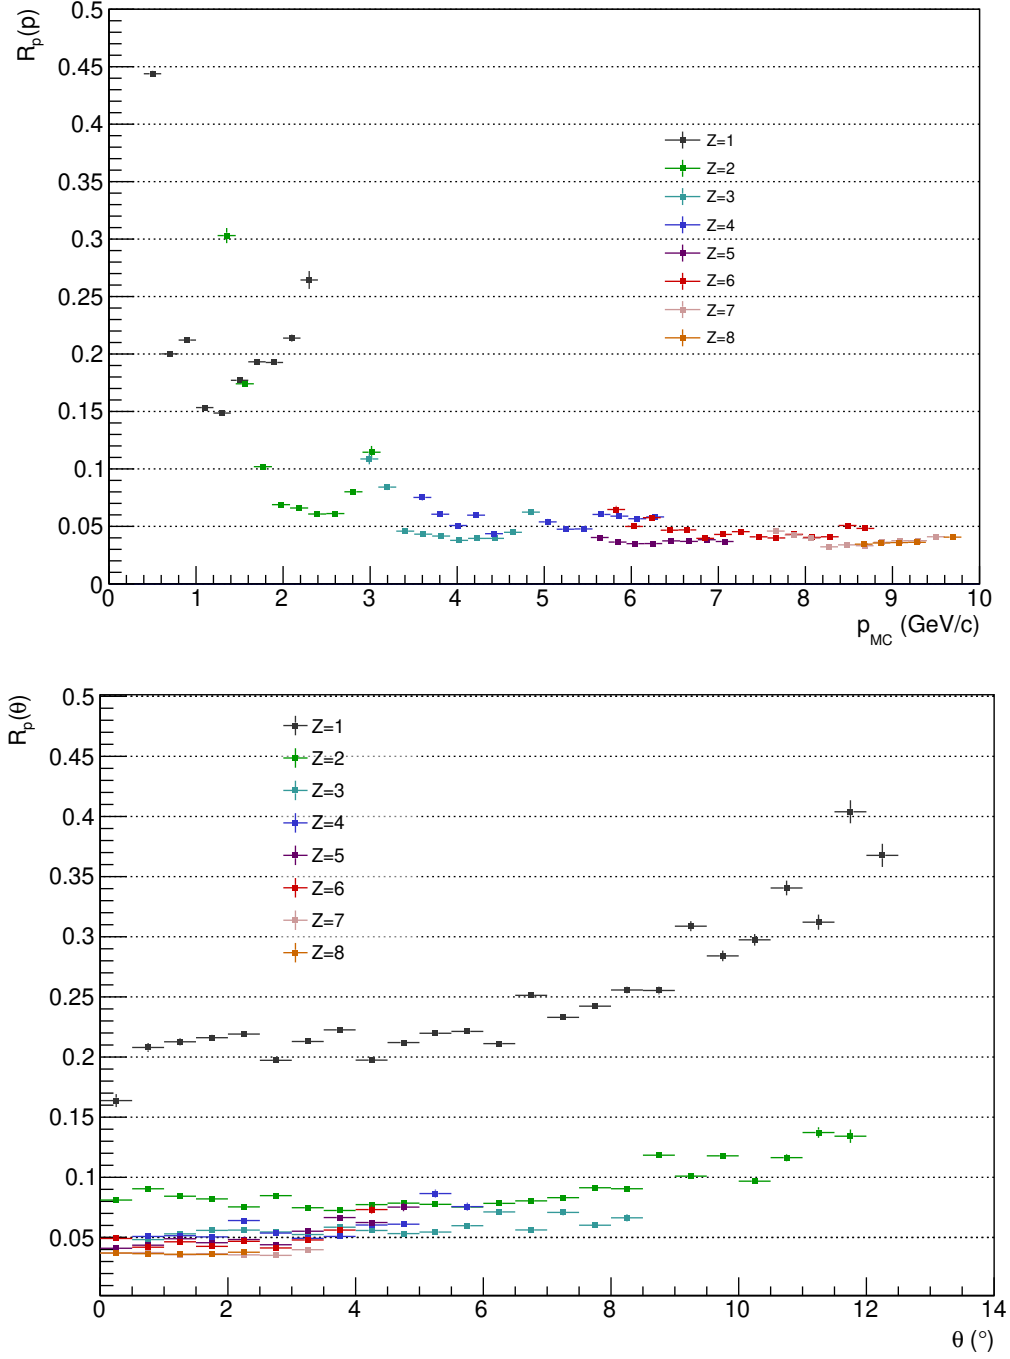 R_p(p)
0.5
0.45
0.4
0.35
0.3
0.25
0.2
0.15
0.1
0.05
0
Z=1
Z=2
Z=3
Z=4
Z=5
Z=6
Z=7
Z=8
0 1 2 3 4 5 6 7 8 9 10
p_MC (GeV/c)
R_p(θ)
0.5
0.45
0.4
0.35
0.3
0.25
0.2
0.15
0.1
0.05
Z=1
Z=2
Z=3
Z=4
Z=5
Z=6
Z=7
Z=8
0 2 4 6 8 10 12 14
θ (°)